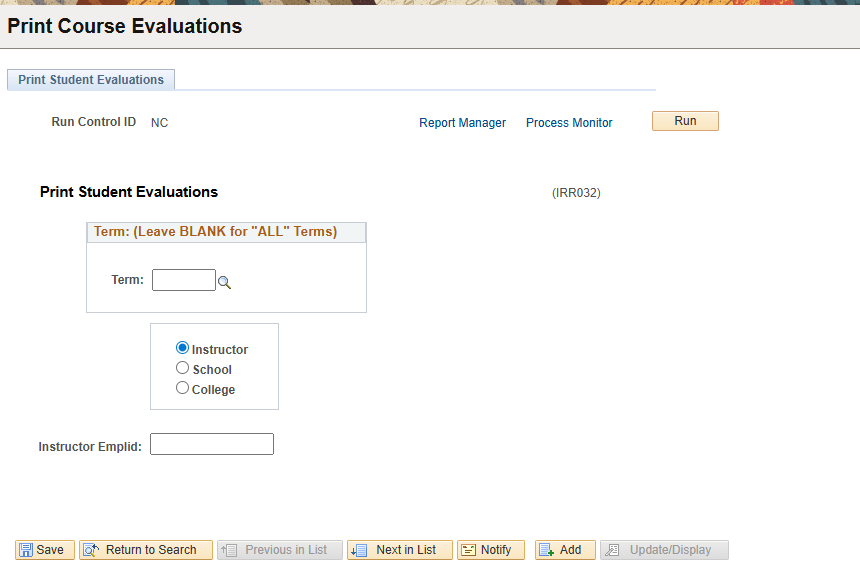 Print Course Evaluations
Print Student Evaluations
Run Control ID NC Report Manager Process Monitor Run
Print Student Evaluations (IRR032)
Term: (Leave BLANK for "ALL" Terms)
Term:
Instructor
School
College
Instructor Emplid:
Save Return to Search Previous in List Next in List Notify Add Update/Display